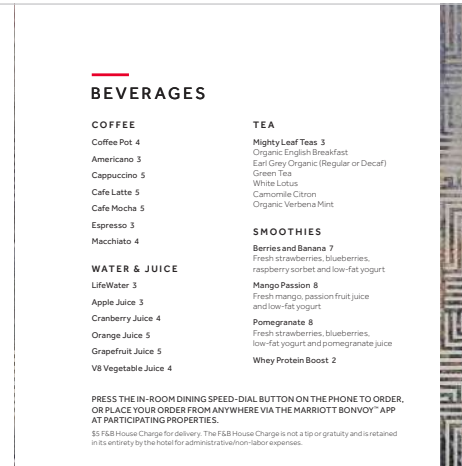 BEVERAGES
COFFEE
Coffee Pot 4
Americano 3
Cappuccino 5
Cafe Latte 5
Cafe Mocha 5
Espresso 3
Macchiato 4
WATER & JUICE
LifeWater 3
Apple Juice 3
Cranberry Juice 4
Orange Juice 5
Grapefruit Juice 5
V8 Vegetable Juice 4
TEA
Mighty Leaf Teas 3
Organic English Breakfast
Earl Grey Organic (Regular or Decaf)
Green Tea
White Lotus
Camomile Citron
Organic Verbena Mint
SMOOTHIES
Berries and Banana 7
Fresh strawberries, blueberries,
raspberry sorbet and low-fat yogurt
Mango Passion 8
Fresh mango, passion fruit juice
and low-fat yogurt
Pomegranate 8
Fresh strawberries, blueberries,
low-fat yogurt and pomegranate juice
Whey Protein Boost 2
PRESS THE IN-ROOM DINING SPEED-DIAL BUTTON ON THE PHONE TO ORDER,
OR PLACE YOUR ORDER FROM ANYWHERE VIA THE MARRIOTT BONVOY™ APP
AT PARTICIPATING PROPERTIES.
$5 F&B House Charge for delivery. The F&B House Charge is not a tip or gratuity and is retained
in its entirety by the hotel for administrative/non-labor expenses.